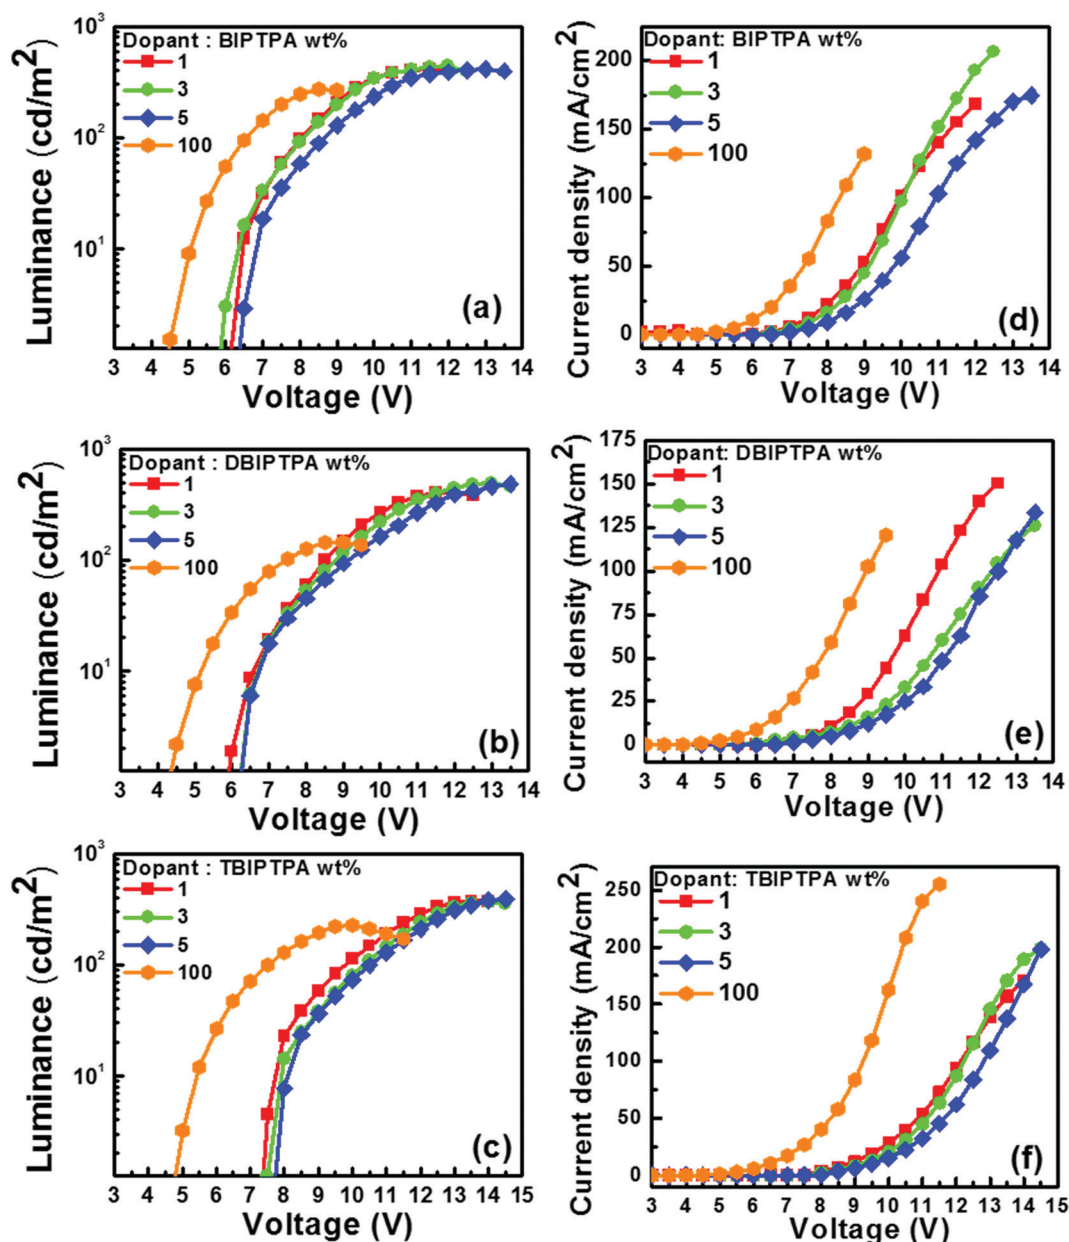 Luminance (cd/m²)
10³
10²
10¹
Dopant : BIPTPA wt%
1
3
5
100
(a)
3 4 5 6 7 8 9 10 11 12 13 14
Voltage (V)
Current density (mA/cm²)
200
150
100
50
0
Dopant: BIPTPA wt%
1
3
5
100
(d)
3 4 5 6 7 8 9 10 11 12 13 14
Voltage (V)
Luminance (cd/m²)
10³
10²
10¹
Dopant : DBIPTPA wt%
1
3
5
100
(b)
3 4 5 6 7 8 9 10 11 12 13 14
Voltage (V)
Current density (mA/cm²)
175
150
125
100
75
50
25
0
Dopant: DBIPTPA wt%
1
3
5
100
(e)
3 4 5 6 7 8 9 10 11 12 13 14
Voltage (V)
Luminance (cd/m²)
10³
10²
10¹
Dopant : TBIPTPA wt%
1
3
5
100
(c)
3 4 5 6 7 8 9 10 11 12 13 14 15
Voltage (V)
Current density (mA/cm²)
250
200
150
100
50
0
Dopant: TBIPTPA wt%
1
3
5
100
(f)
3 4 5 6 7 8 9 10 11 12 13 14 15
Voltage (V)